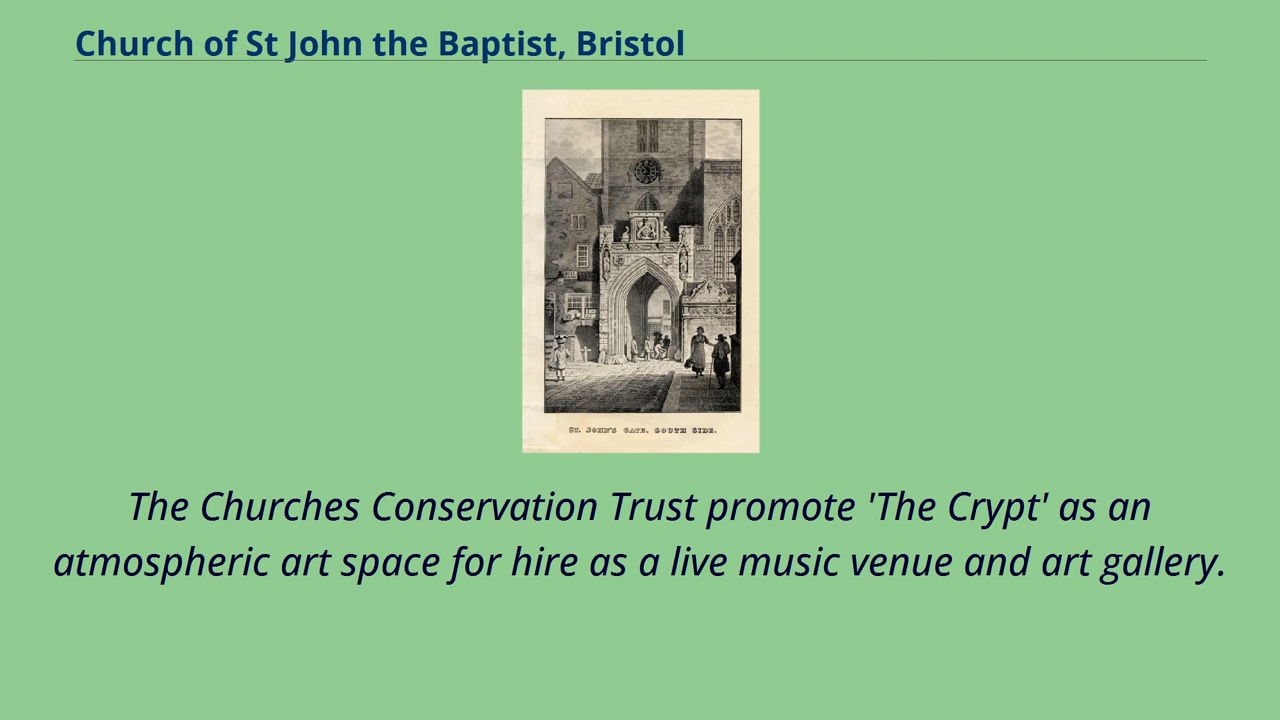 Church of St John the Baptist, Bristol
St. John's Gate, South Side.
The Churches Conservation Trust promote 'The Crypt' as an
atmospheric art space for hire as a live music venue and art gallery.